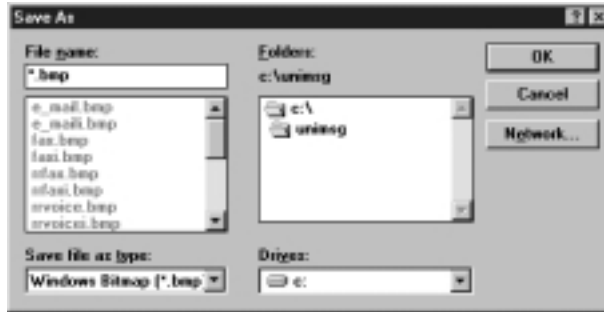 Save As
File name:
*.bmp
e_mail.bmp
e_maili.bmp
fax.bmp
faxi.bmp
nfax.bmp
nfaxi.bmp
nvoice.bmp
nvoicei.bmp
Save file as type:
Windows Bitmap (*.bmp
Folders:
c:\unimsg
c:\
unimsg
Drives:
c:
OK
Cancel
Network...